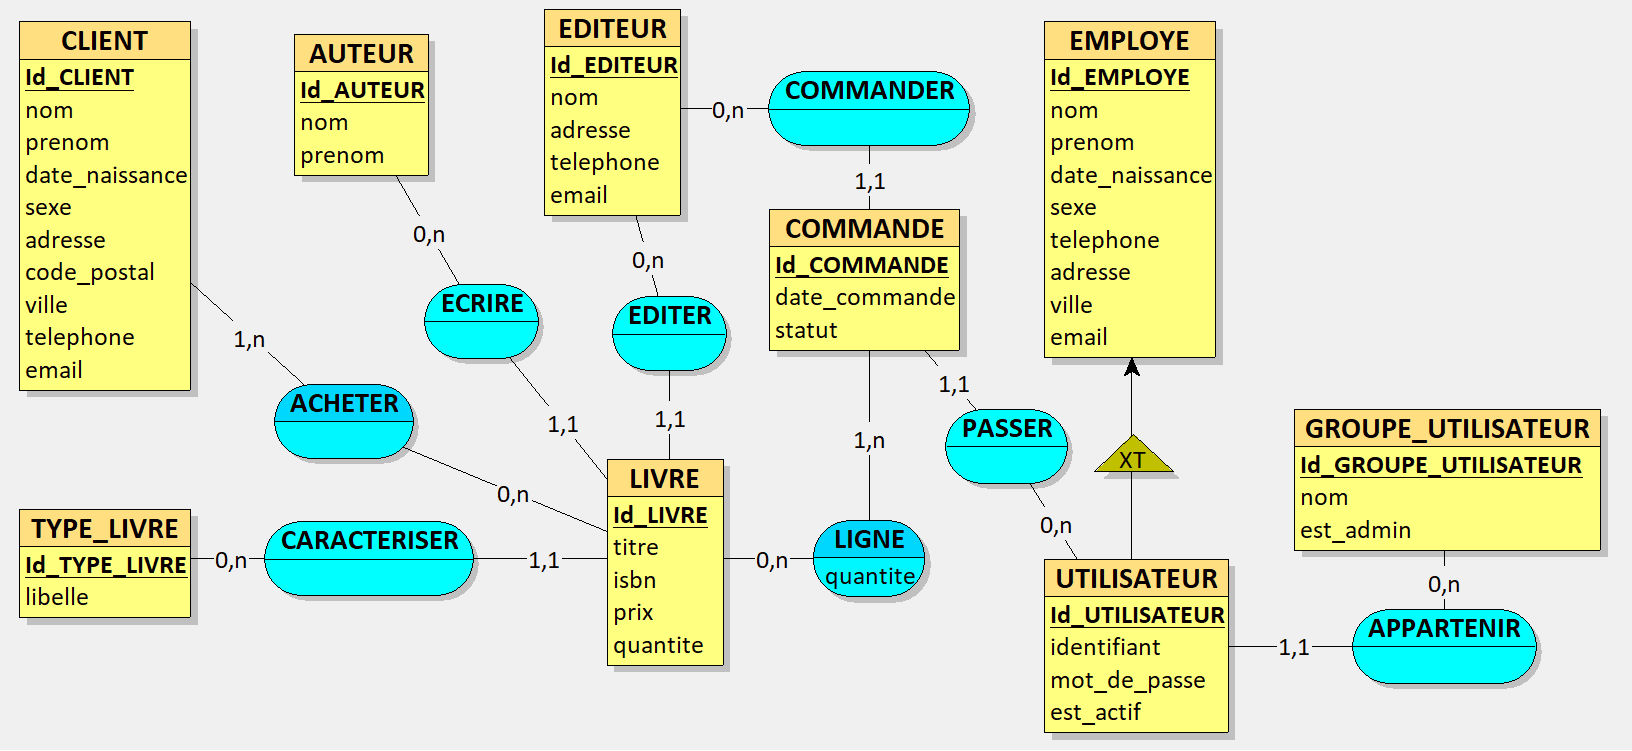 CLIENT
Id_CLIENT
nom
prenom
date_naissance
sexe
adresse
code_postal
ville
telephone
email
AUTEUR
Id_AUTEUR
nom
prenom
EDITEUR
Id_EDITEUR
nom
adresse
telephone
email
0,n
COMMANDER
1,1
COMMANDE
Id_COMMANDE
date_commande
statut
EMPLOYE
Id_EMPLOYE
nom
prenom
date_naissance
sexe
telephone
adresse
ville
email
0,n
ECRIRE
1,1
0,n
EDITER
1,1
1,n
ACHETER
0,n
1,n
1,1
PASSER
0,n
XT
GROUPE_UTILISATEUR
Id_GROUPE_UTILISATEUR
nom
est_admin
0,n
APPARTENIR
1,1
TYPE_LIVRE
Id_TYPE_LIVRE
libelle
0,n
CARACTERISER
1,1
LIVRE
Id_LIVRE
titre
isbn
prix
quantite
0,n
LIGNE
quantite
UTILISATEUR
Id_UTILISATEUR
identifiant
mot_de_passe
est_actif